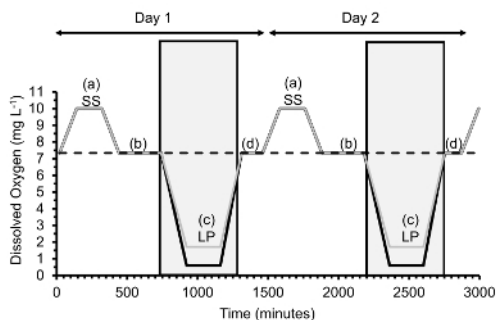 Day 1
Day 2
(a)
SS
(a)
SS
11
10
9
8
7
6
5
4
3
2
1
0
(b)
(d)
(b)
(d)
(c)
LP
(c)
LP
Dissolved Oxygen (mg L⁻¹)
0
500
1000
1500
2000
2500
3000
Time (minutes)